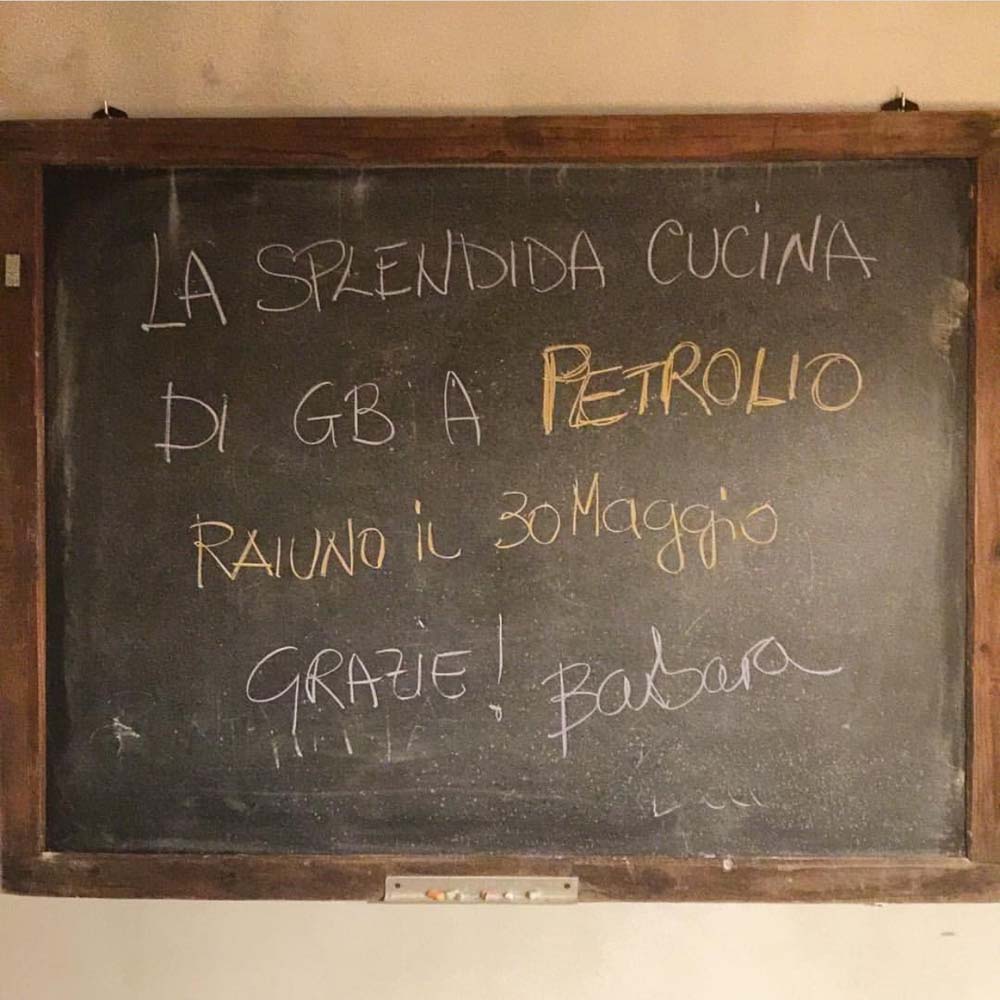 LA SPLENDIDA CUCINA
DI GB A PETROLIO
RAIUNO IL 30 Maggio
GRAZIE! Barbara